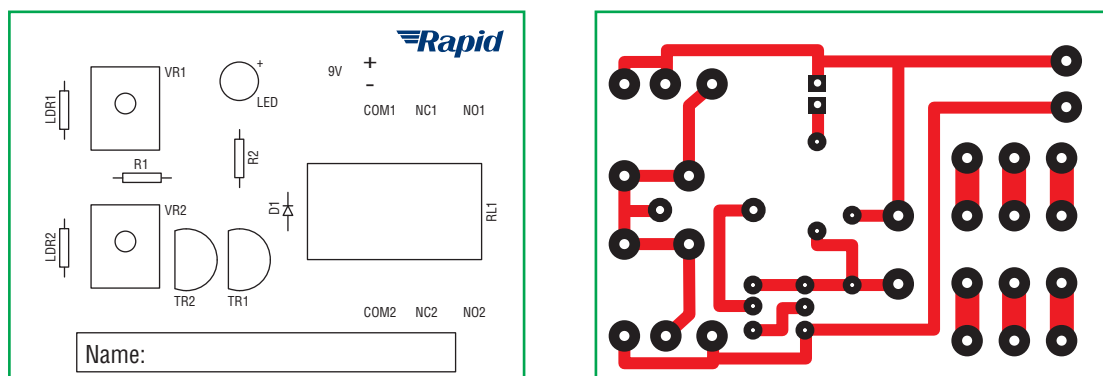 Rapid
VR1
LDR1
+
LED
9V
+
-
COM1 NC1 NO1
R1
R2
VR2
D1
RL1
LDR2
TR2 TR1
COM2 NC2 NO2
Name: